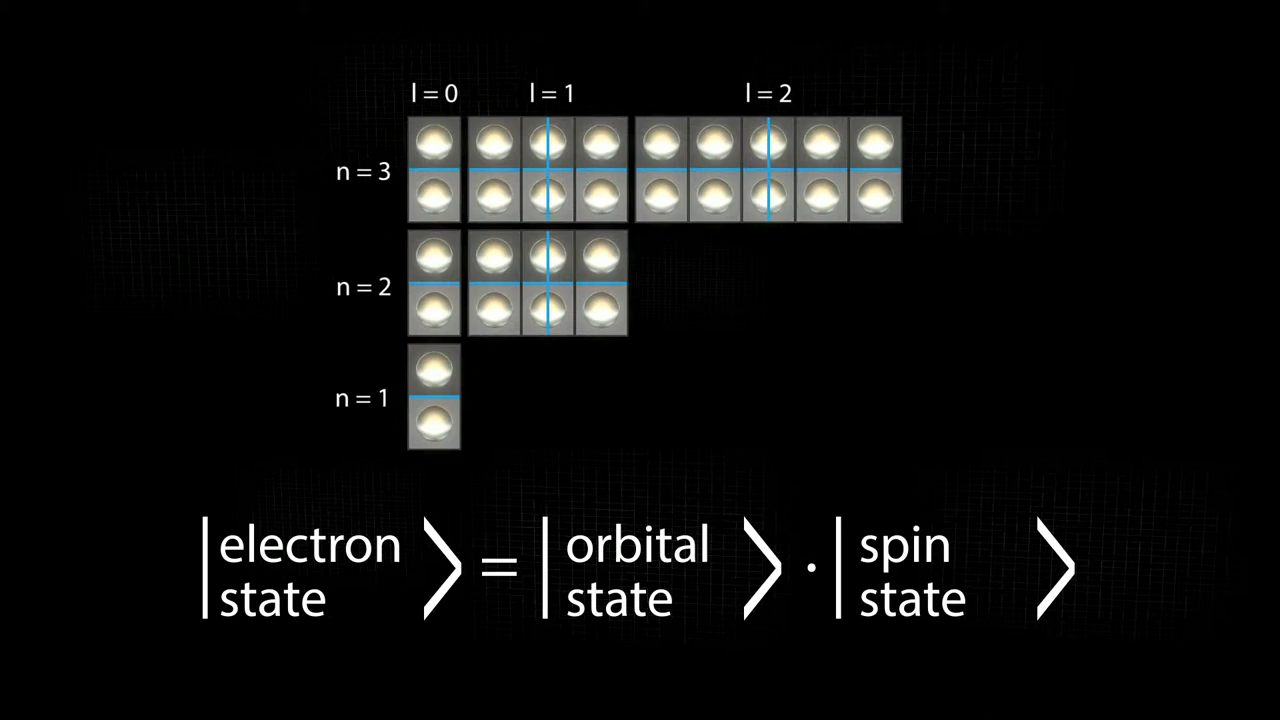 l = 0 l = 1 l = 2
n = 3
n = 2
n = 1
|electron state⟩ = |orbital state⟩ · |spin state⟩